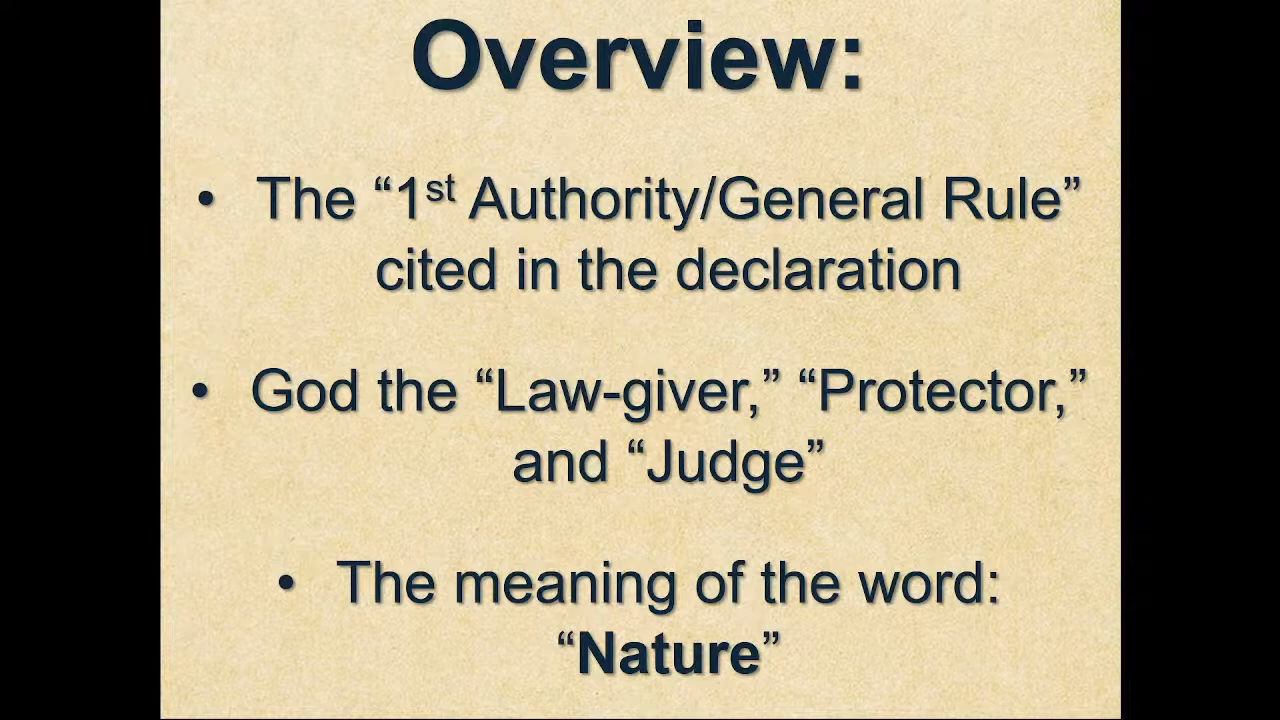 Overview:
• The “1st Authority/General Rule”
cited in the declaration
• God the “Law-giver,” “Protector,”
and “Judge”
• The meaning of the word:
“Nature”